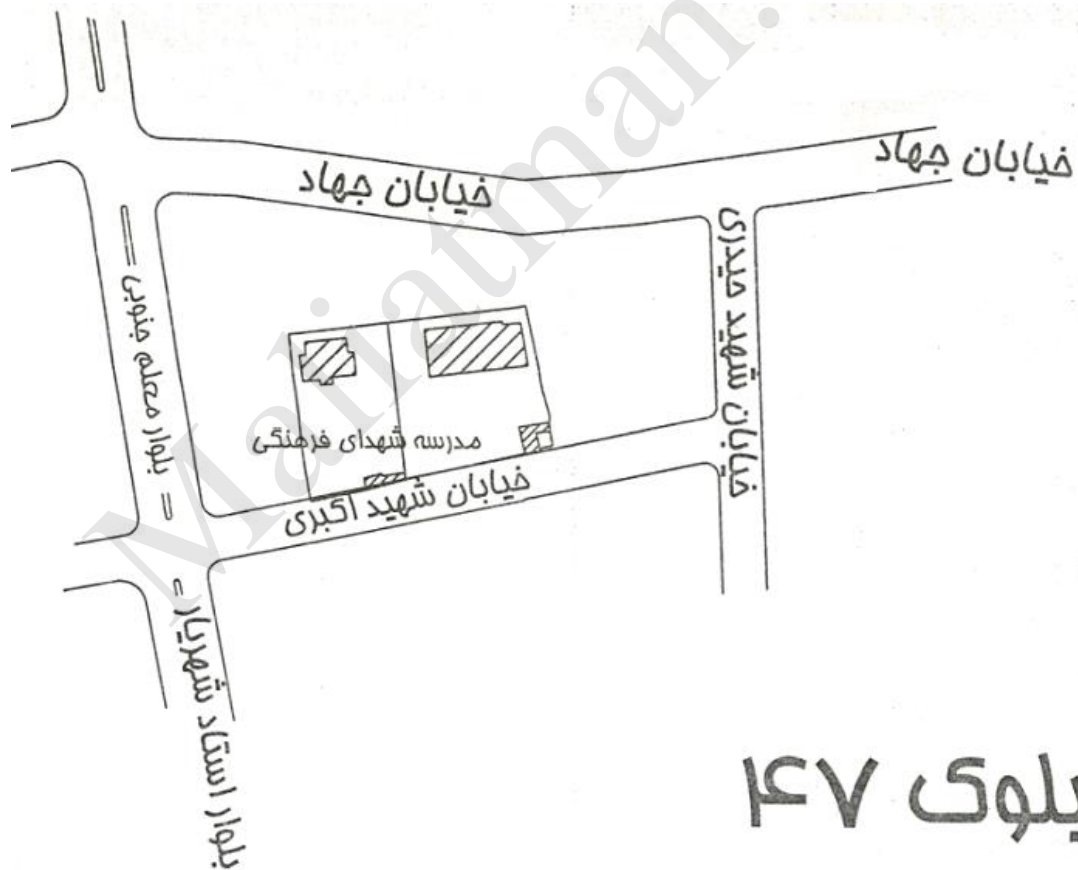 خیابان جهاد
خیابان جهاد
خیابان شهید حیدری
بلوار معلم جنوبی
مدرسه شهدای فرهنگی
خیابان شهید اکبری
بلوار استاد شهریار
بلوک ۴۷
Maliatman.